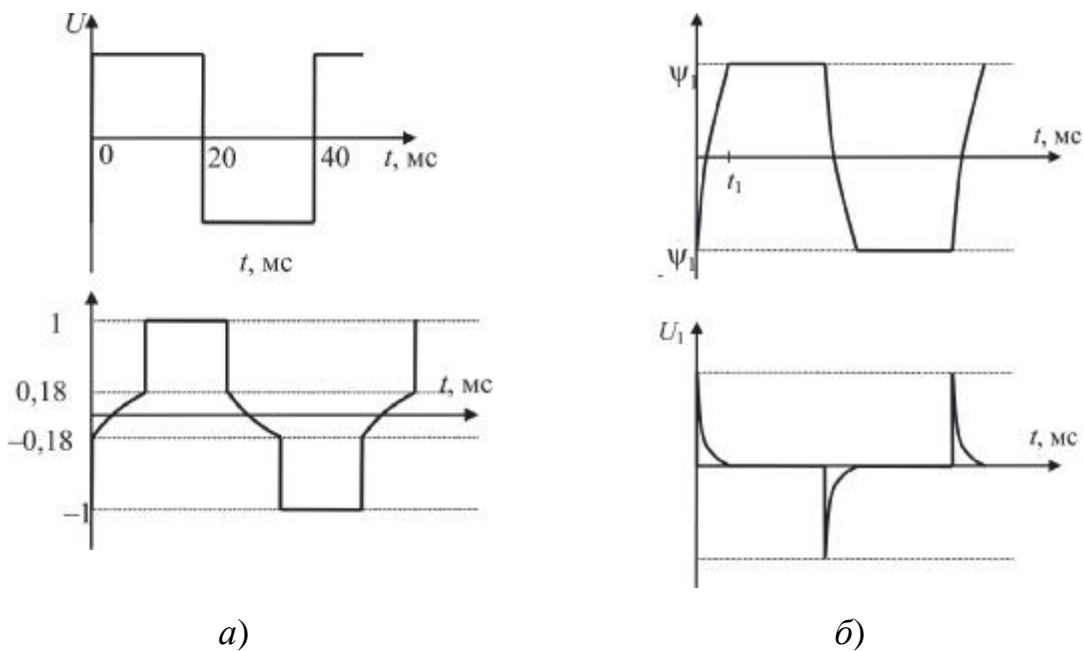 U
0
20
40
t, мс
t, мс
1
0,18
t, мс
–0,18
–1
а)
ψ1
t, мс
t1
ψ1
U1
t, мс
б)